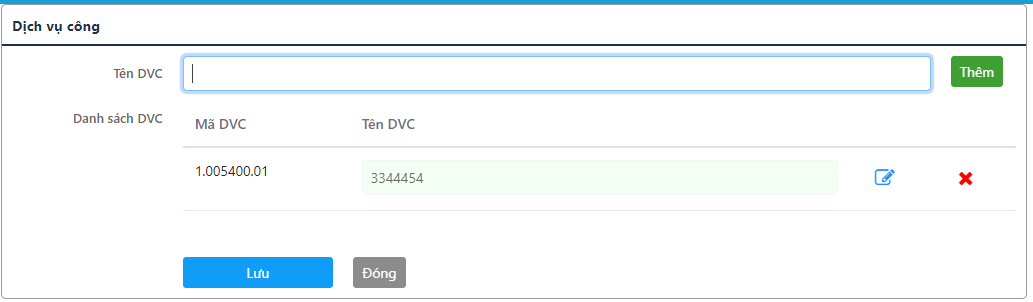 Dịch vụ công
Tên DVC
Thêm
Danh sách DVC
Mã DVC Tên DVC
1.005400.01 3344454
Lưu Đóng